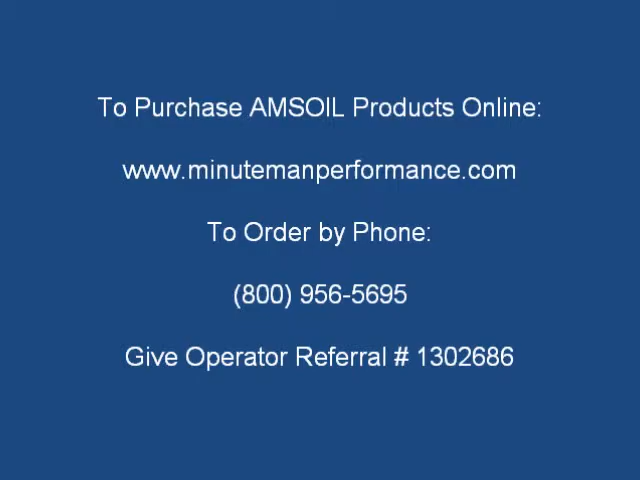 To Purchase AMSOIL Products Online:
www.minutemanperformance.com
To Order by Phone:
(800) 956-5695
Give Operator Referral # 1302686